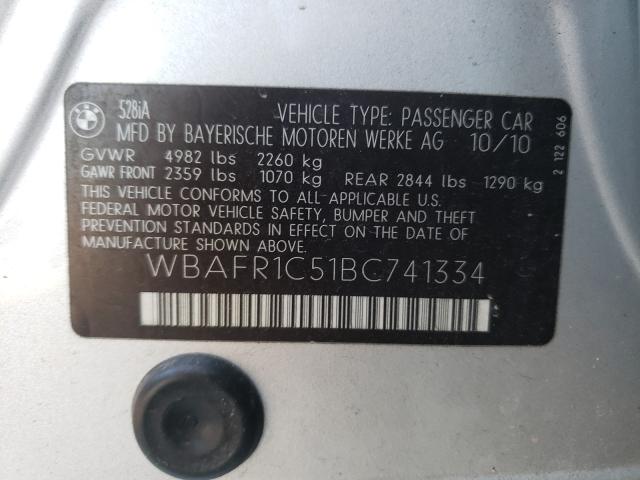 BMW
528iA
VEHICLE TYPE: PASSENGER CAR
MFD BY BAYERISCHE MOTOREN WERKE AG 10/10
GVWR 4982 lbs 2260 kg
GAWR FRONT 2359 lbs 1070 kg REAR 2844 lbs 1290 kg
THIS VEHICLE CONFORMS TO ALL APPLICABLE U.S.
FEDERAL MOTOR VEHICLE SAFETY, BUMPER AND THEFT
PREVENTION STANDARDS IN EFFECT ON THE DATE OF
MANUFACTURE SHOWN ABOVE.
WBAFR1C51BC741334
2 122 606